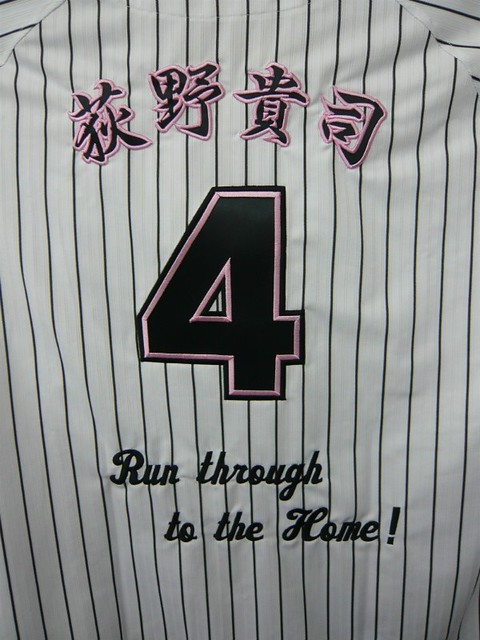 荻野貴司
4
Run through
to the Home!